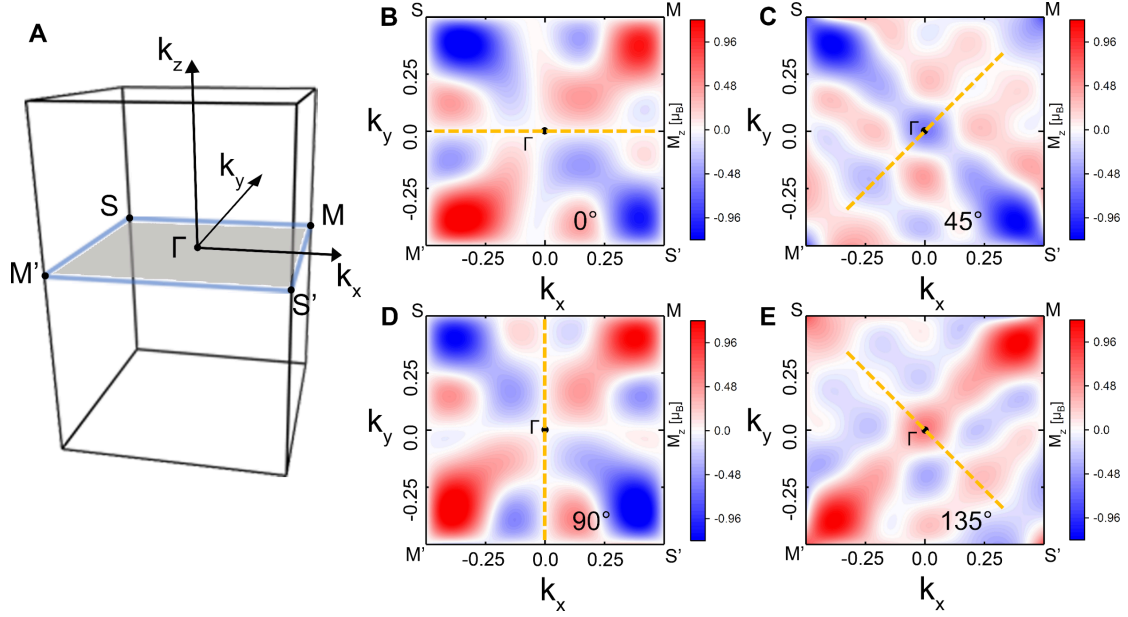 A
k_z
k_y
k_x
S
M
Γ
M'
S'
B
S
M
0.25
0.0
-0.25
k_y
Γ
0°
M'
S'
-0.25
0.0
0.25
k_x
0.96
0.48
0.0
-0.48
-0.96
M_z [μ_B]
C
S
M
0.25
0.0
-0.25
k_y
Γ
45°
M'
S'
-0.25
0.0
0.25
k_x
0.96
0.48
0.0
-0.48
-0.96
M_z [μ_B]
D
S
M
0.25
0.0
-0.25
k_y
Γ
90°
M'
S'
-0.25
0.0
0.25
k_x
0.96
0.48
0.0
-0.48
-0.96
M_z [μ_B]
E
S
M
0.25
0.0
-0.25
k_y
Γ
135°
M'
S'
-0.25
0.0
0.25
k_x
0.96
0.48
0.0
-0.48
-0.96
M_z [μ_B]